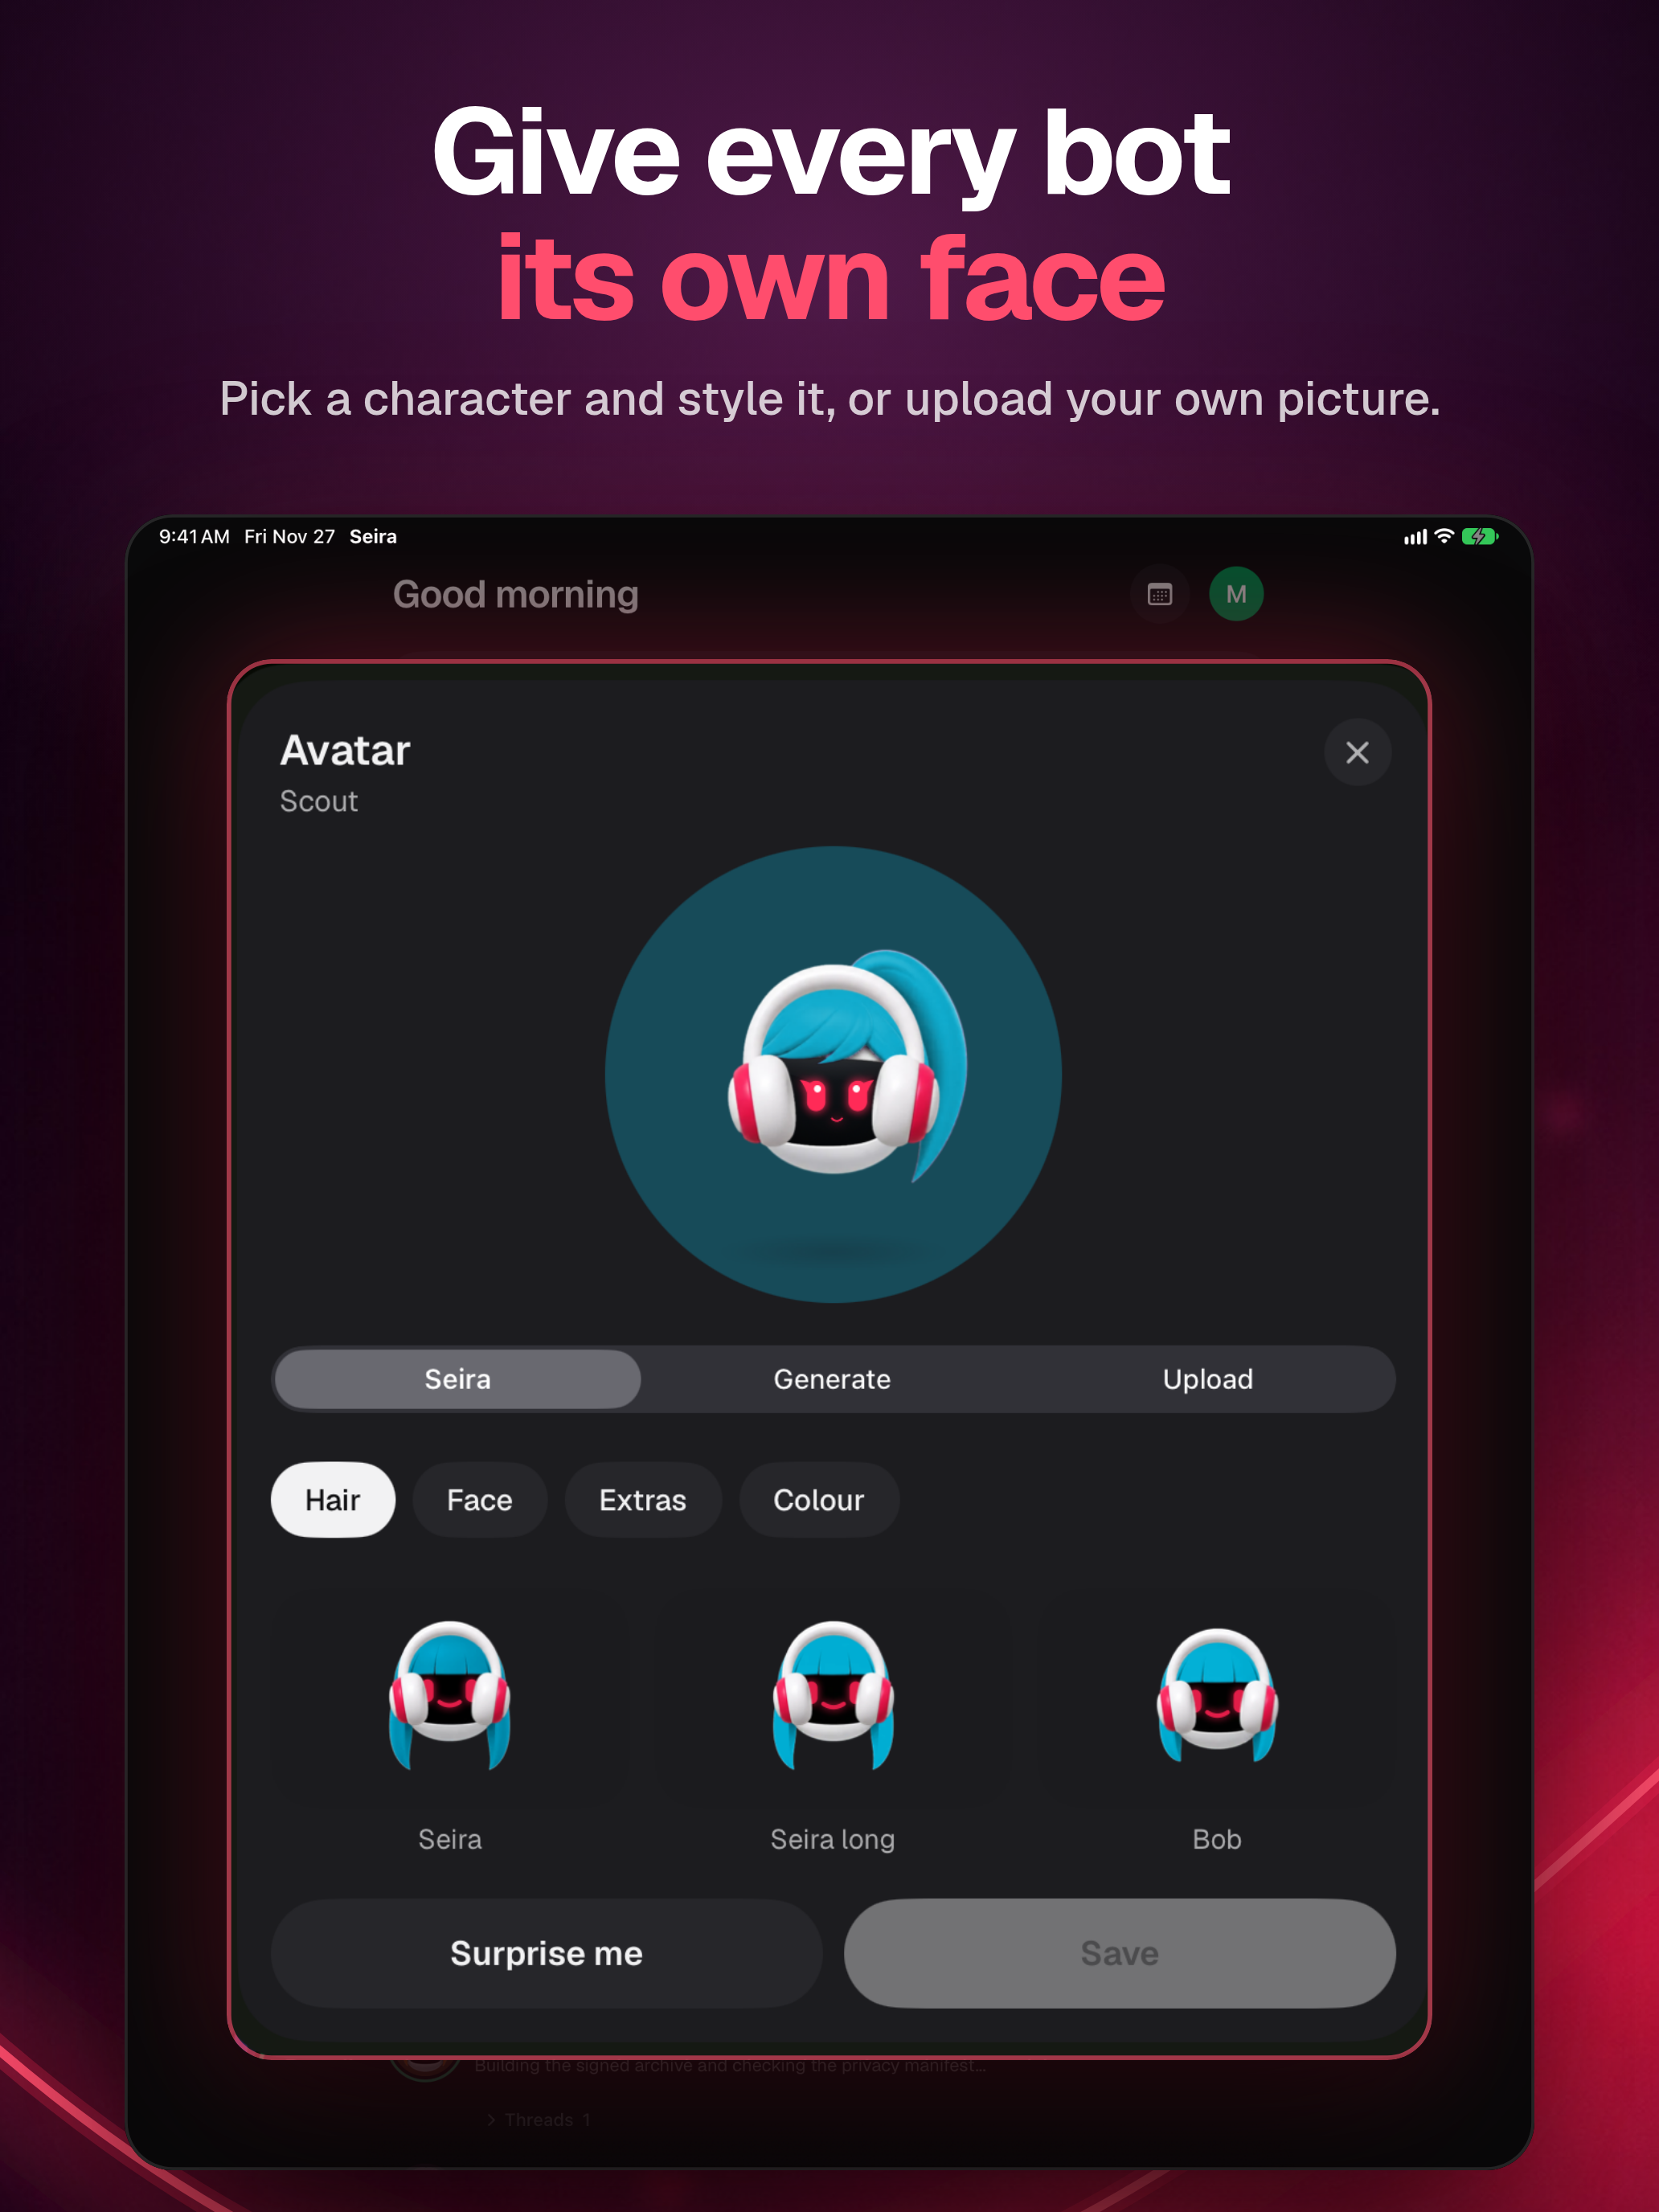 Give every bot
its own face
Pick a character and style it, or upload your own picture.
9:41 AM Fri Nov 27 Seira
Good morning
M
Avatar
Scout
Seira
Generate
Upload
Hair
Face
Extras
Colour
Seira
Seira long
Bob
Surprise me
Save
Building the signed archive and checking the privacy manifest...
Threads 1